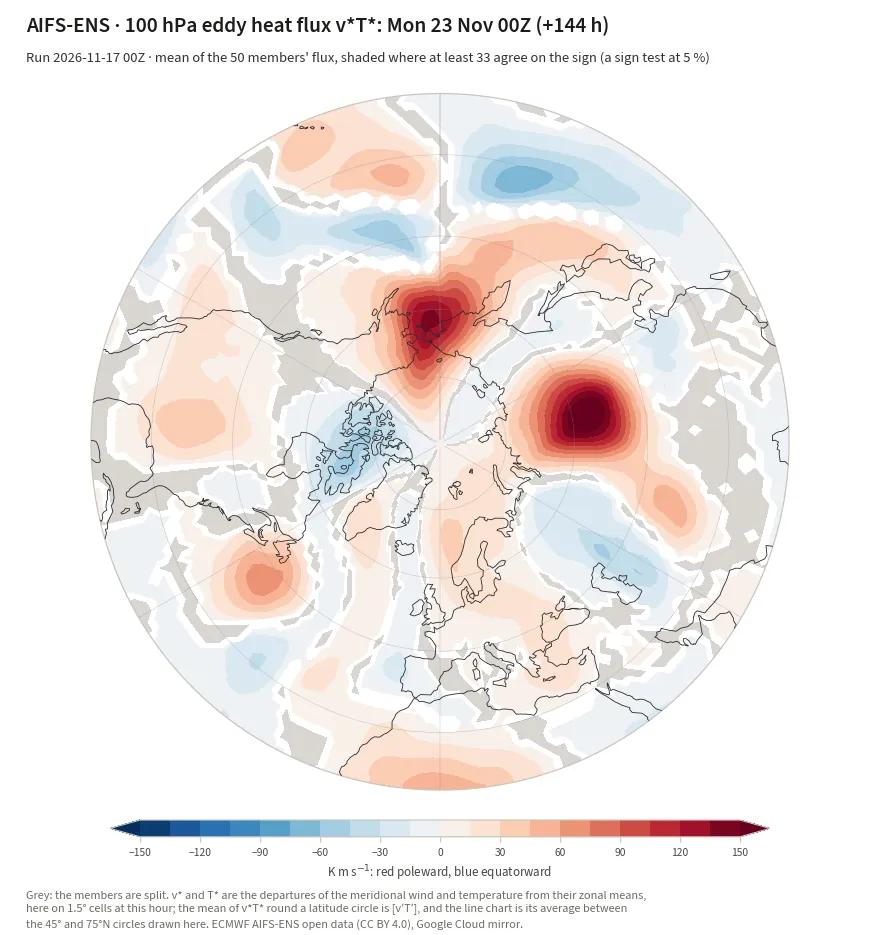 AIFS-ENS · 100 hPa eddy heat flux v*T*: Mon 23 Nov 00Z (+144 h)
Run 2026-11-17 00Z · mean of the 50 members' flux, shaded where at least 33 agree on the sign (a sign test at 5 %)
−150 −120 −90 −60 −30 0 30 60 90 120 150
K m s⁻¹: red poleward, blue equatorward
Grey: the members are split. v* and T* are the departures of the meridional wind and temperature from their zonal means,
here on 1.5° cells at this hour; the mean of v*T* round a latitude circle is [v′T′], and the line chart is its average between
the 45° and 75°N circles drawn here. ECMWF AIFS-ENS open data (CC BY 4.0), Google Cloud mirror.